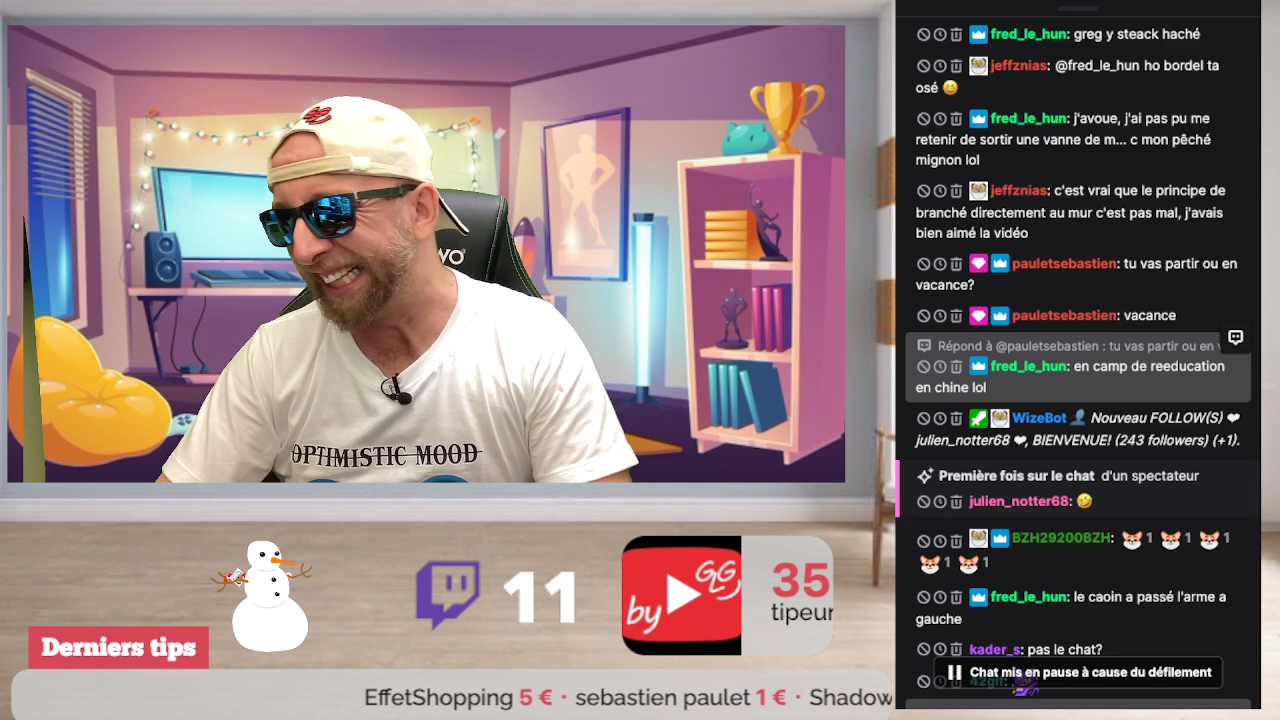 fred_le_hun: greg y steack haché
jeffznias: @fred_le_hun ho bordel ta
osé
fred_le_hun: j'avoue, j'ai pas pu me
retenir de sortir une vanne de m... c mon pêché
mignon lol
jeffznias: c'est vrai que le principe de
branché directement au mur c'est pas mal, j'avais
bien aimé la vidéo
pauletsebastien: tu vas partir ou en
vacance?
pauletsebastien: vacance
Répond à @pauletsebastien : tu vas partir ou en
fred_le_hun: en camp de reeducation
en chine lol
WizeBot Nouveau FOLLOW(S) ❤
julien_notter68 ❤, BIENVENUE! (243 followers) (+1).
Première fois sur le chat d'un spectateur
julien_notter68: 🤣
BZH29200BZH: 1 1 1
1 1
fred_le_hun: le caoin a passé l'arme a
gauche
kader_s: pas le chat?
Chat mis en pause à cause du défilement
42gif:
OPTIMISTIC MOOD
11
by GLG
35
tipeur
Derniers tips
EffetShopping 5 € · sebastien paulet 1 € · Shadow